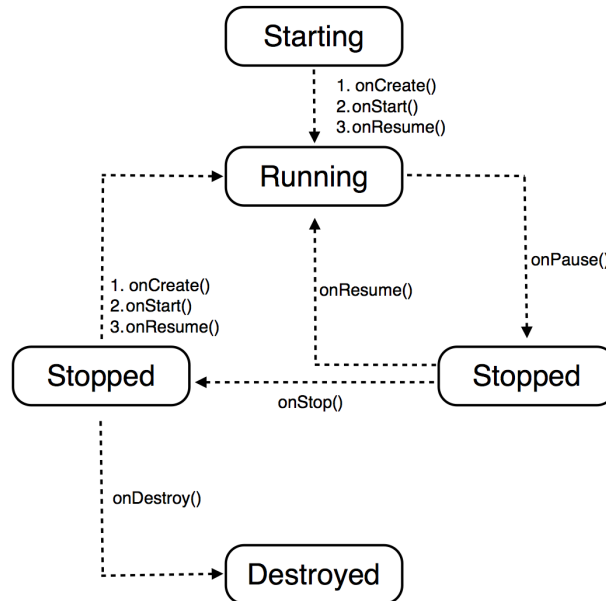 Starting
1. onCreate()
2.onStart()
3.onResume()
Running
onPause()
onResume()
1. onCreate()
2.onStart()
3.onResume()
Stopped
Stopped
onStop()
onDestroy()
Destroyed